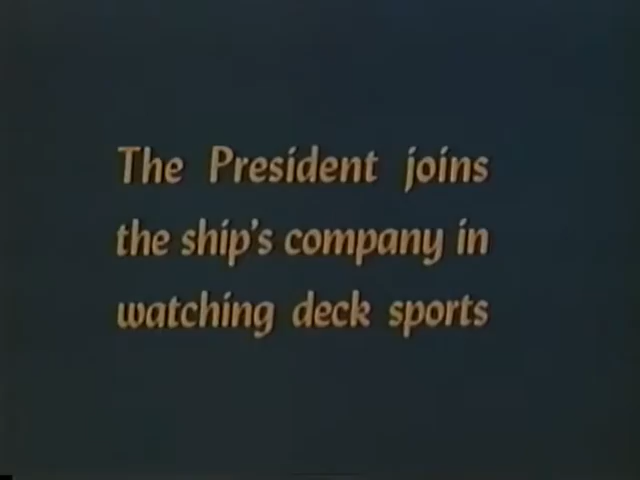 The President joins
the ship's company in
watching deck sports